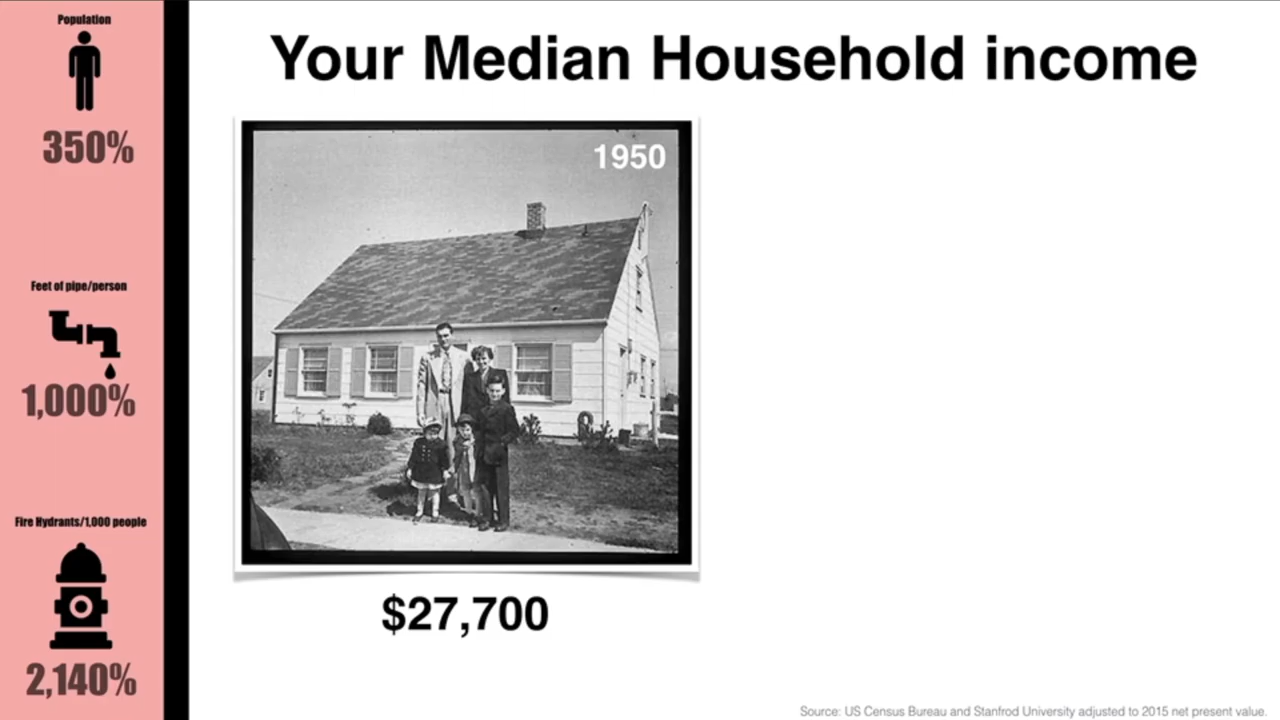 Population
350%
Feet of pipe/person
1,000%
Fire Hydrants/1,000 people
2,140%
Your Median Household income
1950
$27,700
Source: US Census Bureau and Stanfrod University adjusted to 2015 net present value.